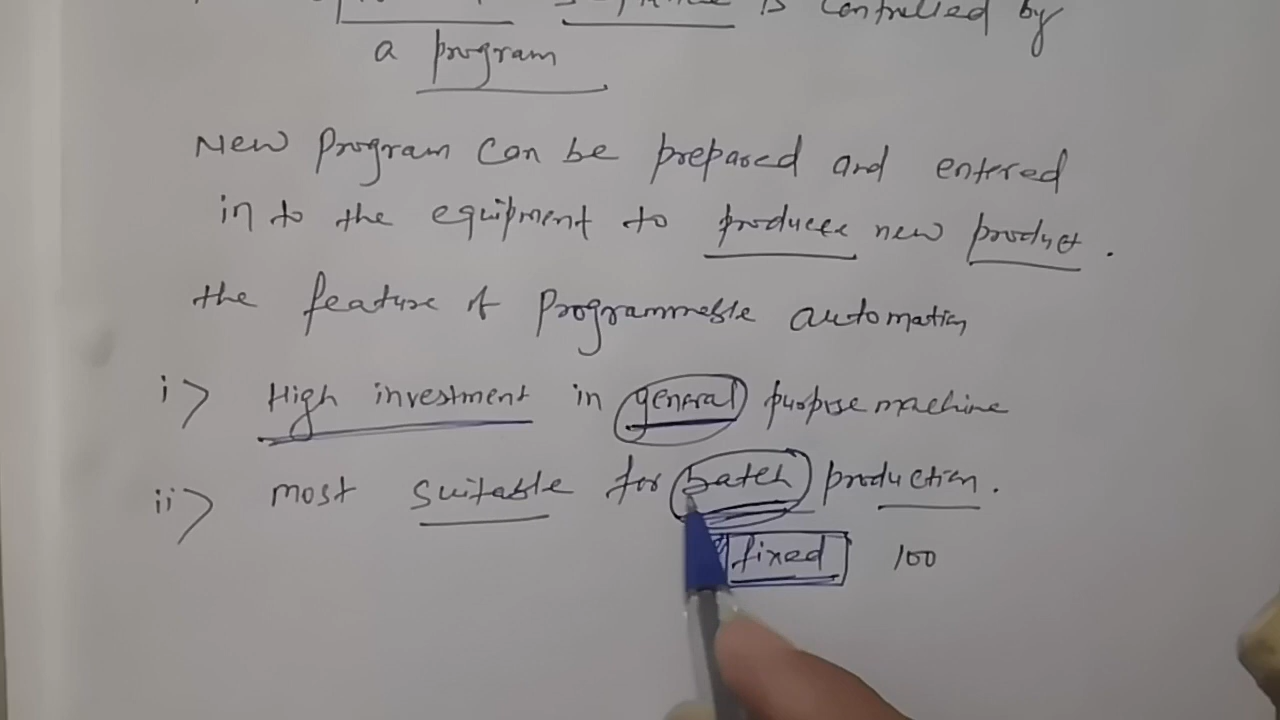 is controlled by
a program
New program can be prepared and entered
in to the equipment to producee new product.
the feature of Programmable automation
i> High investment in general purpose machine
ii> most suitable for batch production.
fixed 100